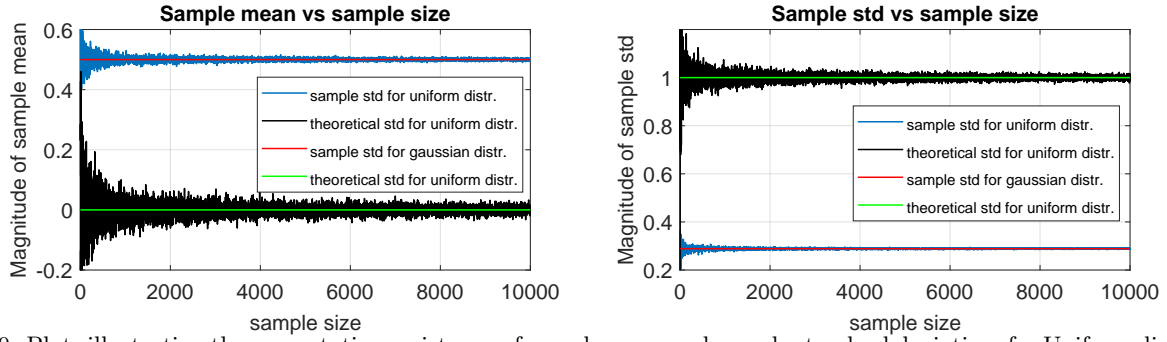 Sample mean vs sample size
Magnitude of sample mean
0.6
0.4
0.2
0
-0.2
sample std for uniform distr.
theoretical std for uniform distr.
sample std for gaussian distr.
theoretical std for uniform distr.
0 2000 4000 6000 8000 10000
sample size
Sample std vs sample size
Magnitude of sample std
1
0.8
0.6
0.4
0.2
sample std for uniform distr.
theoretical std for uniform distr.
sample std for gaussian distr.
theoretical std for uniform distr.
0 2000 4000 6000 8000 10000
sample size